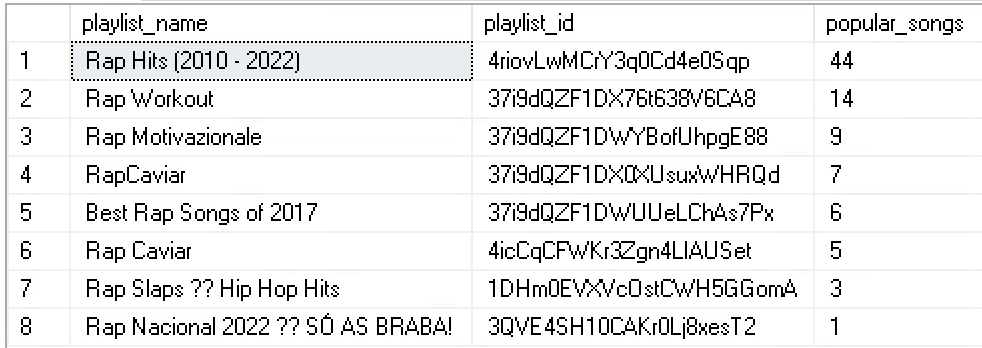 playlist_name playlist_id popular_songs
1 Rap Hits (2010 - 2022) 4riovLwMCrY3q0Cd4e0Sqp 44
2 Rap Workout 37i9dQZF1DX76t638V6CA8 14
3 Rap Motivazionale 37i9dQZF1DWYBofUhpgE88 9
4 RapCaviar 37i9dQZF1DX0XUsuxWHRQd 7
5 Best Rap Songs of 2017 37i9dQZF1DWUUeLChAs7Px 6
6 Rap Caviar 4icCqCFWKr3Zgn4LIAUSet 5
7 Rap Slaps ?? Hip Hop Hits 1DHm0EVXVcOstCWH5GGomA 3
8 Rap Nacional 2022 ?? SÓ AS BRABA! 3QVE4SH10CAKr0Lj8xesT2 1